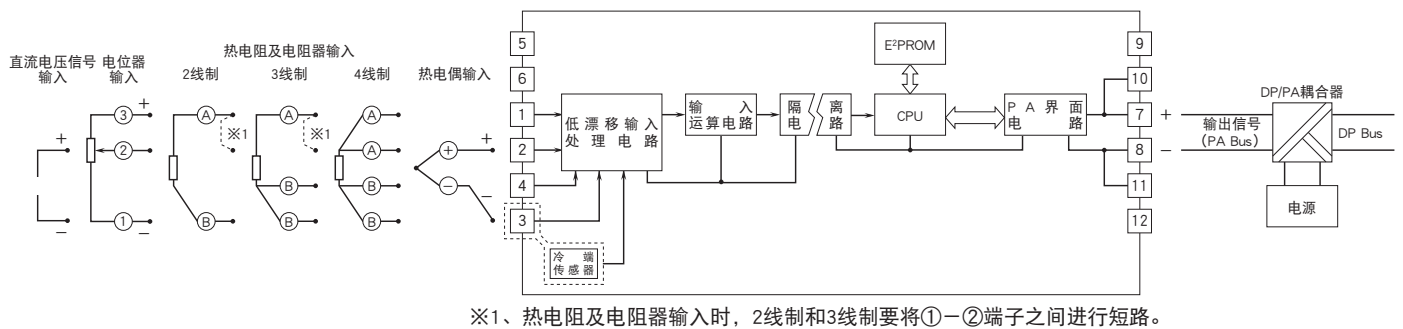 直流电压信号
输入
电位器
输入
热电阻及电阻器输入
2线制
3线制
4线制
热电偶输入
+
−
③
+
②
①
−
Ⓐ
※1
Ⓑ
Ⓐ
※1
Ⓑ
Ⓑ
Ⓐ
Ⓐ
Ⓑ
Ⓑ
+
+
−
−
5
6
1
2
4
3
低漂移输入
处理电路
冷端
传感器
输入
运算电路
隔离
电路
E²PROM
CPU
PA界面
电路
9
10
7
8
11
12
+
−
输出信号
(PA Bus)
DP/PA耦合器
DP Bus
电源
※1、热电阻及电阻器输入时，2线制和3线制要将①－②端子之间进行短路。